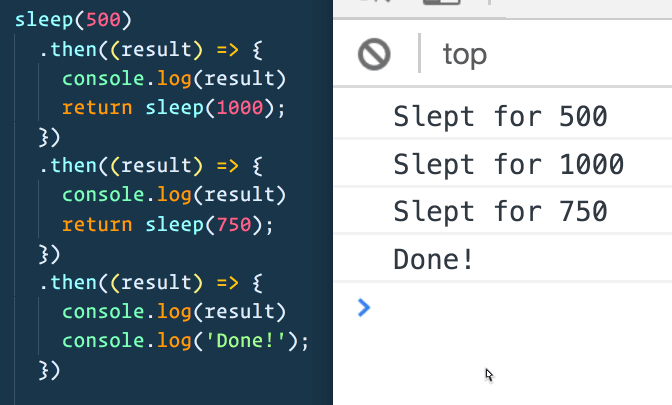 sleep(500)
.then((result) => {
console.log(result)
return sleep(1000);
})
.then((result) => {
console.log(result)
return sleep(750);
})
.then((result) => {
console.log(result)
console.log('Done!');
})
top
Slept for 500
Slept for 1000
Slept for 750
Done!